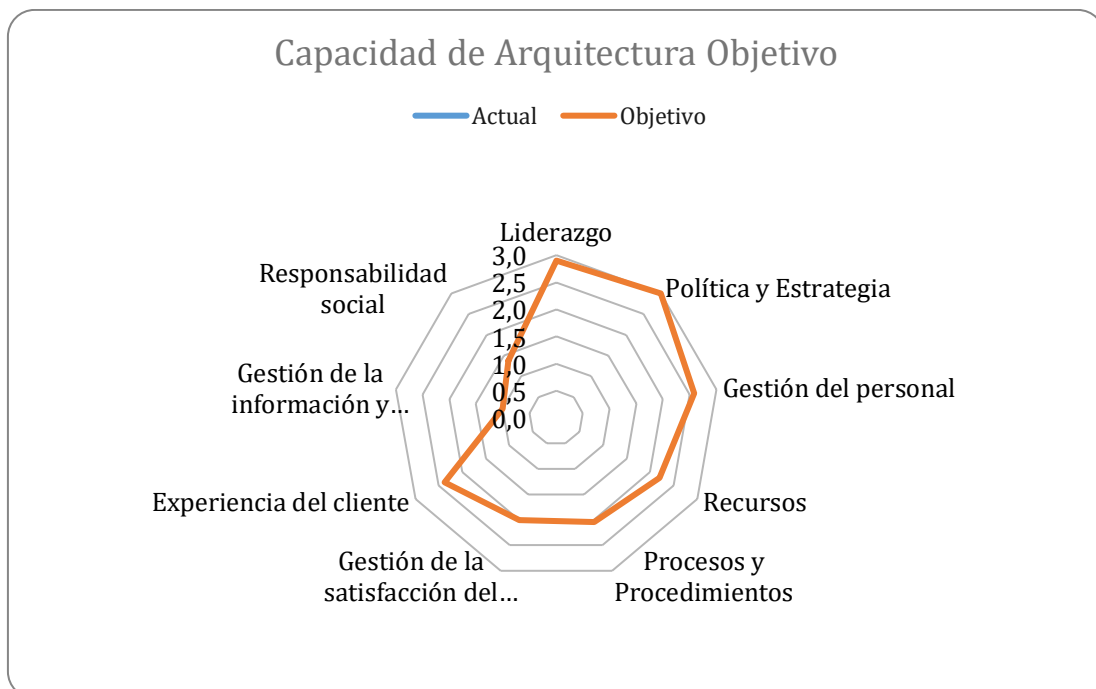 Capacidad de Arquitectura Objetivo
Actual
Objetivo
Liderazgo
3,0
2,5
2,0
1,5
1,0
0,5
0,0
Política y Estrategia
Gestión del personal
Recursos
Procesos y
Procedimientos
Gestión de la
satisfacción del...
Experiencia del cliente
Gestión de la
información y...
Responsabilidad
social